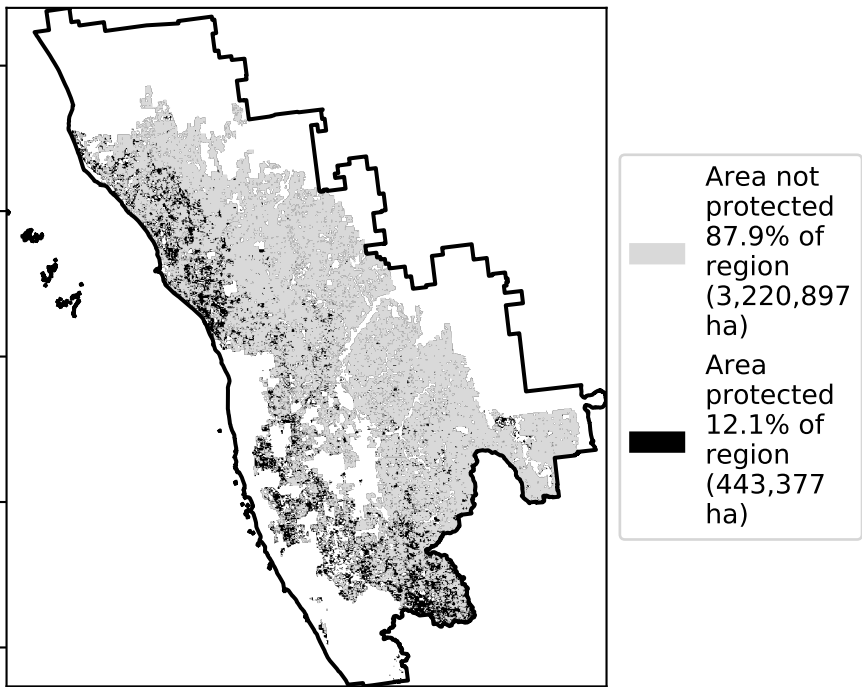 Area not
protected
87.9% of
region
(3,220,897
ha)
Area
protected
12.1% of
region
(443,377
ha)